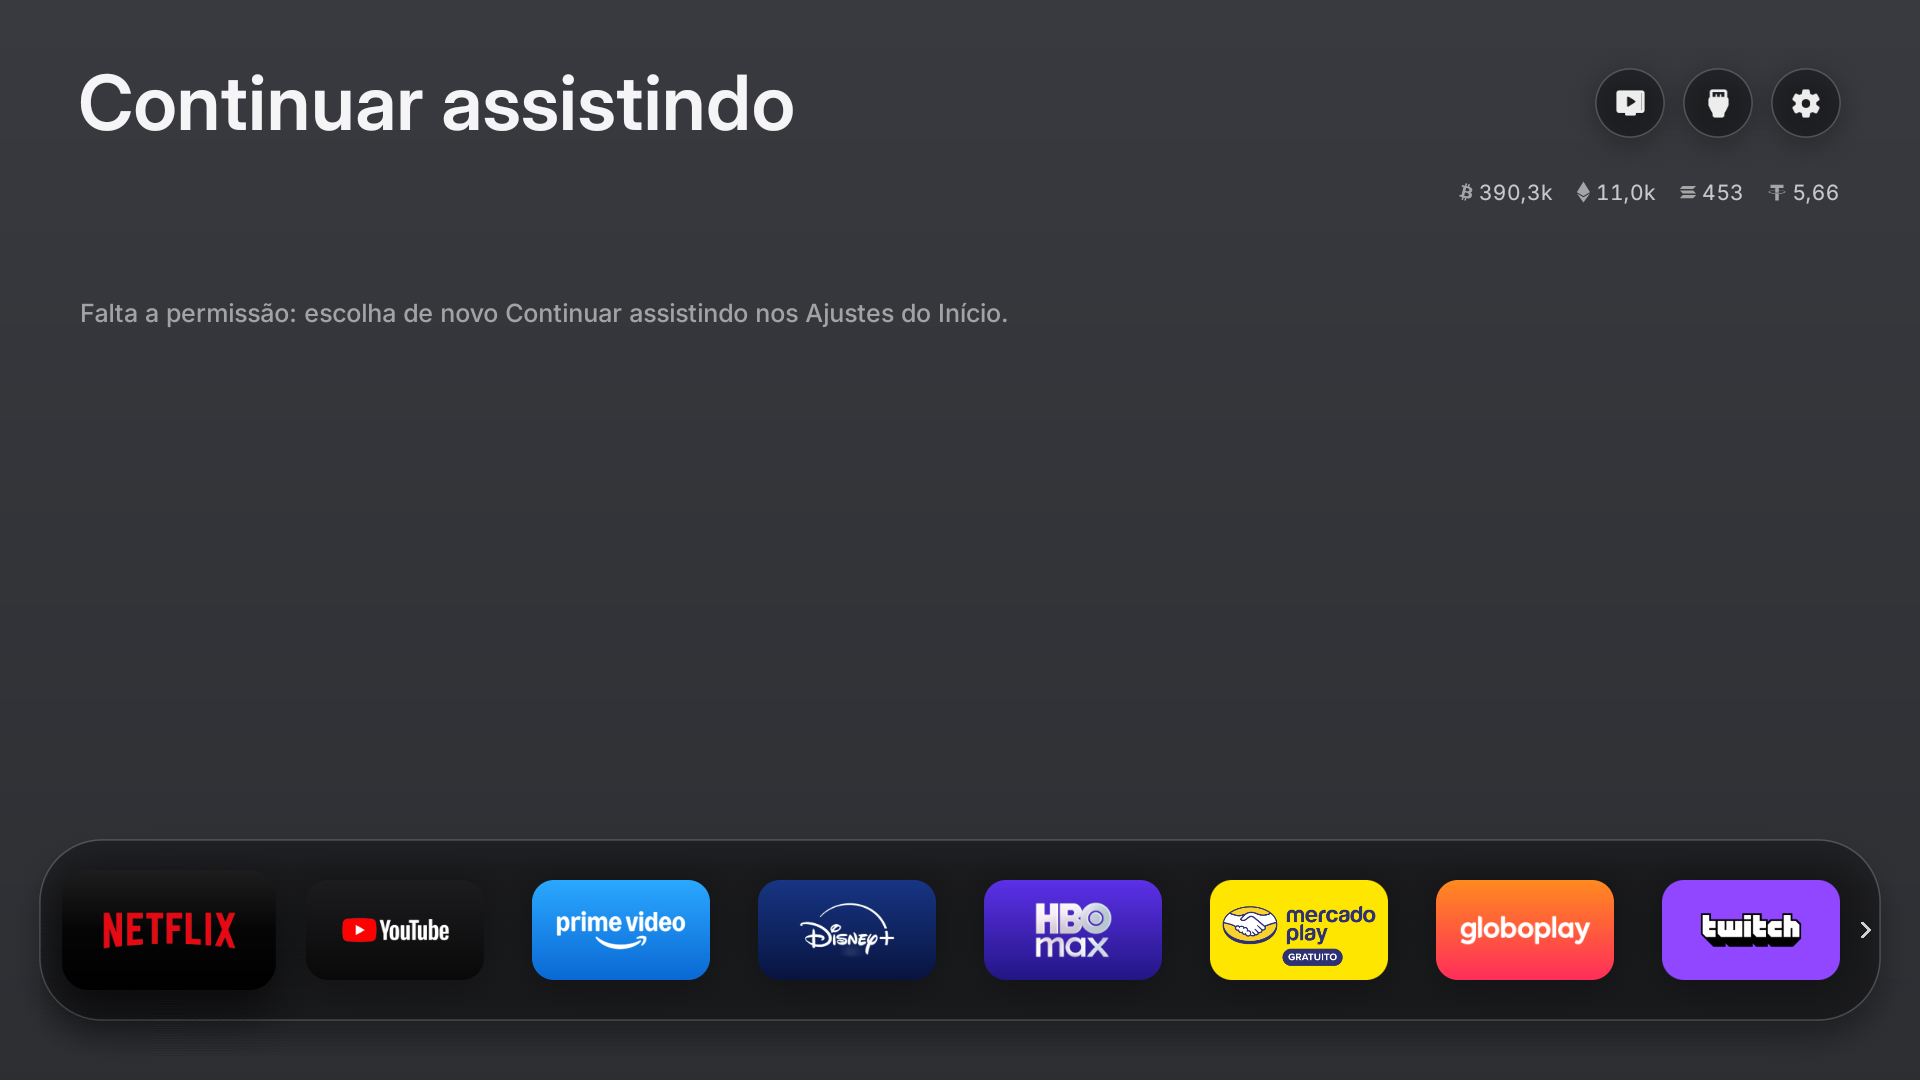 Continuar assistindo
390,3k 11,0k 453 5,66
Falta a permissão: escolha de novo Continuar assistindo nos Ajustes do Início.
NETFLIX
YouTube
prime video
Disney+
HBO
max
mercado
play
GRATUITO
globoplay
twitch